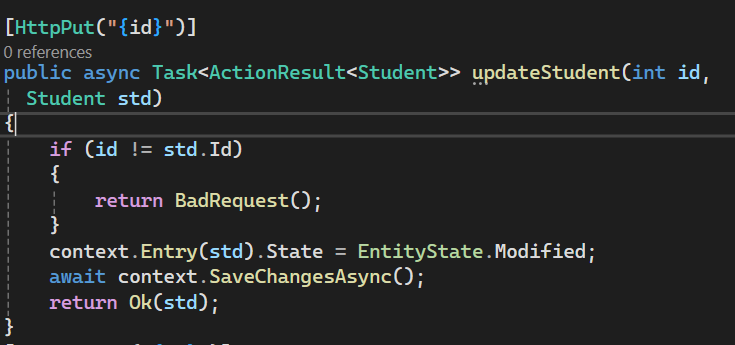 [HttpPut("{id}")]
0 references
public async Task<ActionResult<Student>> updateStudent(int id,
Student std)
{
if (id != std.Id)
{
return BadRequest();
}
context.Entry(std).State = EntityState.Modified;
await context.SaveChangesAsync();
return Ok(std);
}